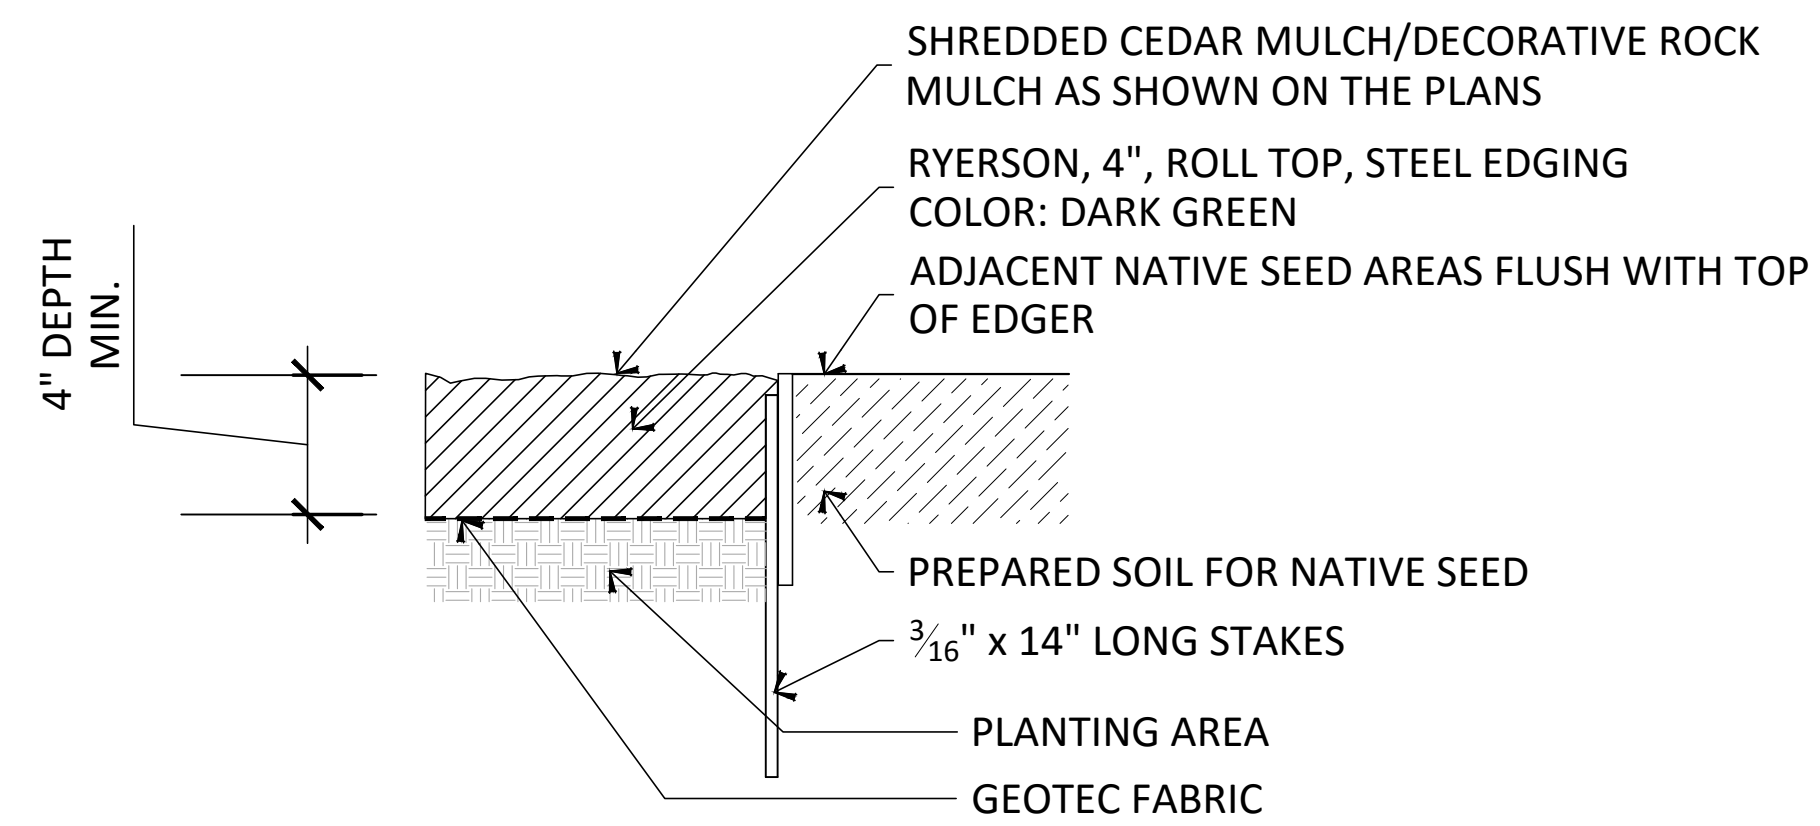 SHREDDED CEDAR MULCH/DECORATIVE ROCK
MULCH AS SHOWN ON THE PLANS
RYERSON, 4", ROLL TOP, STEEL EDGING
COLOR: DARK GREEN
ADJACENT NATIVE SEED AREAS FLUSH WITH TOP
OF EDGER
4" DEPTH
MIN.
PREPARED SOIL FOR NATIVE SEED
3⁄16" x 14" LONG STAKES
PLANTING AREA
GEOTEC FABRIC